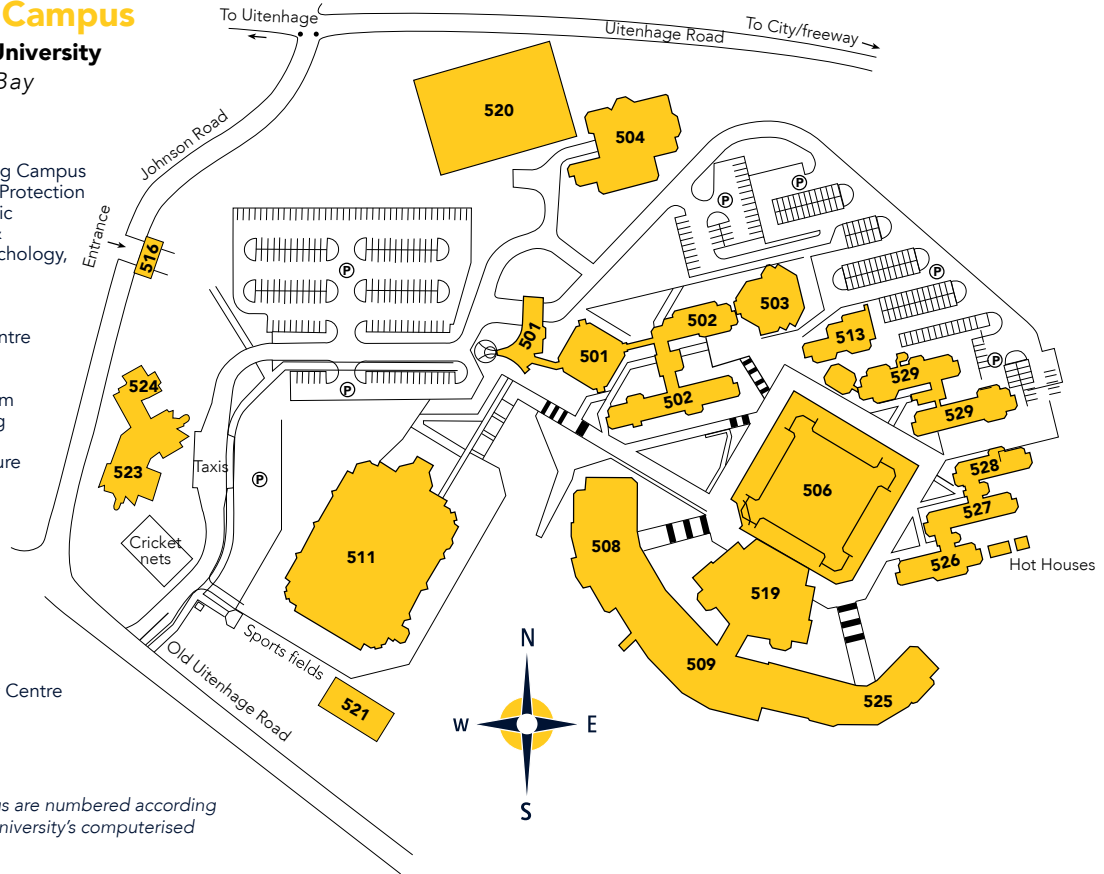 Campus
University
Bay
g Campus
Protection
ic
chology,
ntre
m
g
ure
Centre
s are numbered according
niversity's computerised
To Uitenhage
Uitenhage Road
To City/freeway
Johnson Road
Entrance
516
520
504
P
P
P
P
P
P
P
501
501
502
502
503
513
529
529
528
527
526
Hot Houses
506
508
519
509
525
511
524
523
Taxis
Cricket
nets
Sports fields
Old Uitenhage Road
521
N
W
E
S